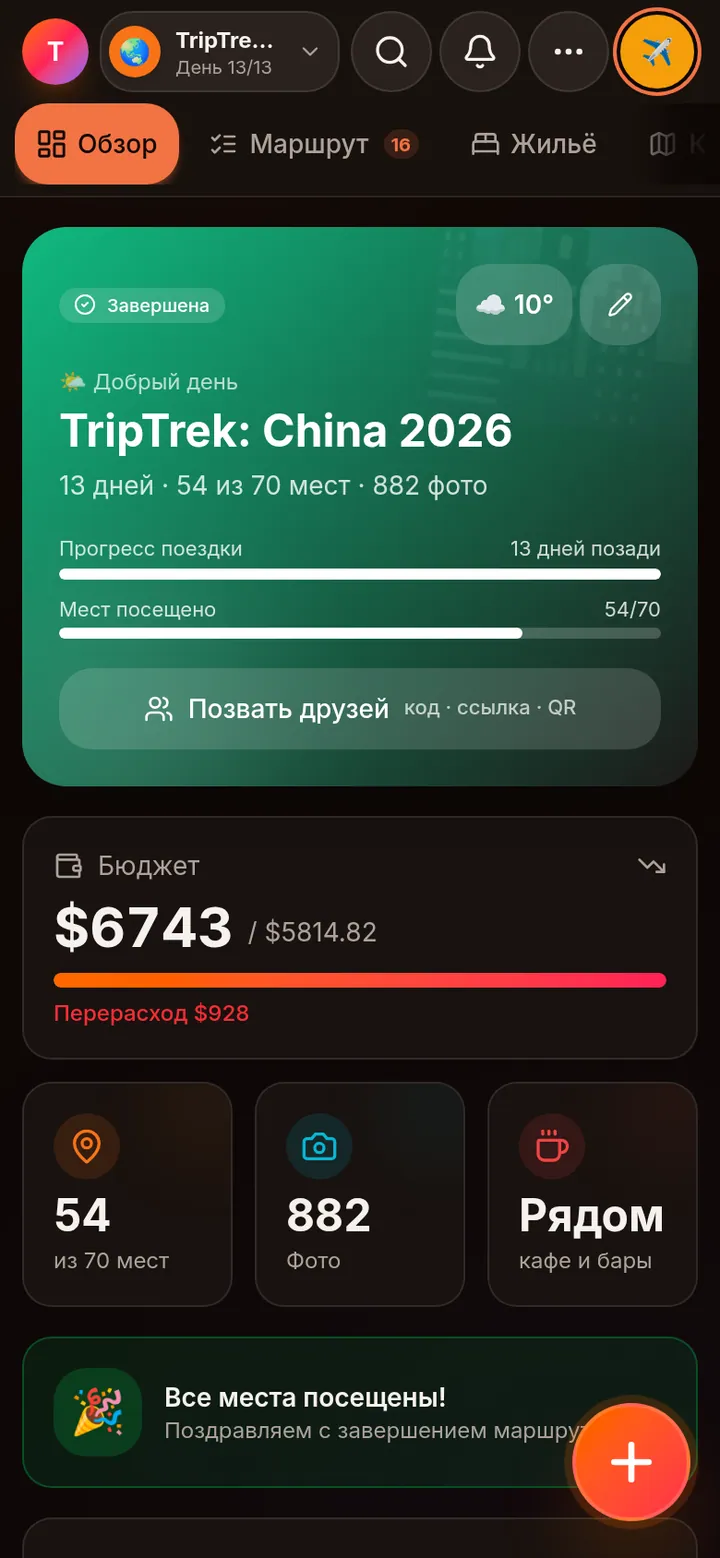 T
TripTre...
День 13/13
Обзор
Маршрут 16
Жильё
К
Завершена
10°
Добрый день
TripTrek: China 2026
13 дней · 54 из 70 мест · 882 фото
Прогресс поездки
13 дней позади
Мест посещено
54/70
Позвать друзей код · ссылка · QR
Бюджет
$6743 / $5814.82
Перерасход $928
54
из 70 мест
882
Фото
Рядом
кафе и бары
Все места посещены!
Поздравляем с завершением маршру